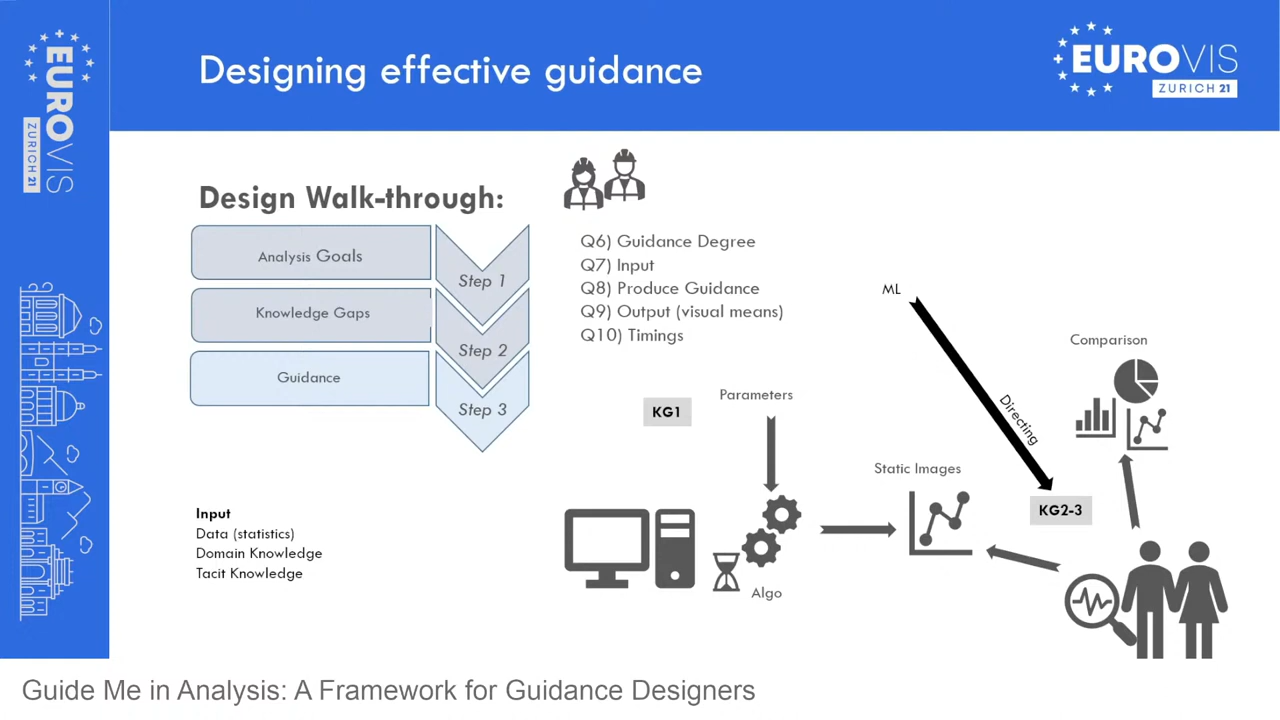 EUROVIS
ZURICH 21
Designing effective guidance
EUROVIS
ZURICH 21
Design Walk-through:
Analysis Goals
Step 1
Knowledge Gaps
Step 2
Guidance
Step 3
Q6) Guidance Degree
Q7) Input
Q8) Produce Guidance
Q9) Output (visual means)
Q10) Timings
ML
Directing
Comparison
KG1
Parameters
Static Images
KG2-3
Algo
Input
Data (statistics)
Domain Knowledge
Tacit Knowledge
Guide Me in Analysis: A Framework for Guidance Designers